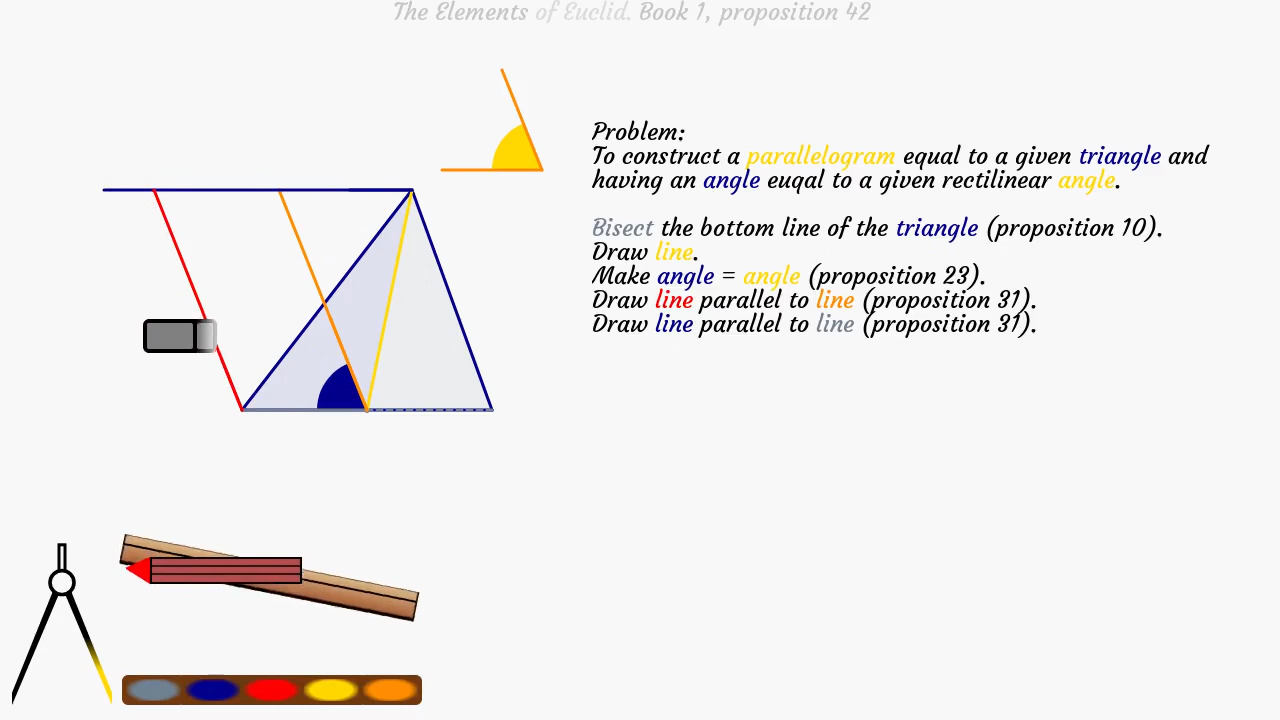 The Elements of Euclid. Book 1, proposition 42
Problem:
To construct a parallelogram equal to a given triangle and
having an angle euqal to a given rectilinear angle.
Bisect the bottom line of the triangle (proposition 10).
Draw line.
Make angle = angle (proposition 23).
Draw line parallel to line (proposition 31).
Draw line parallel to line (proposition 31).